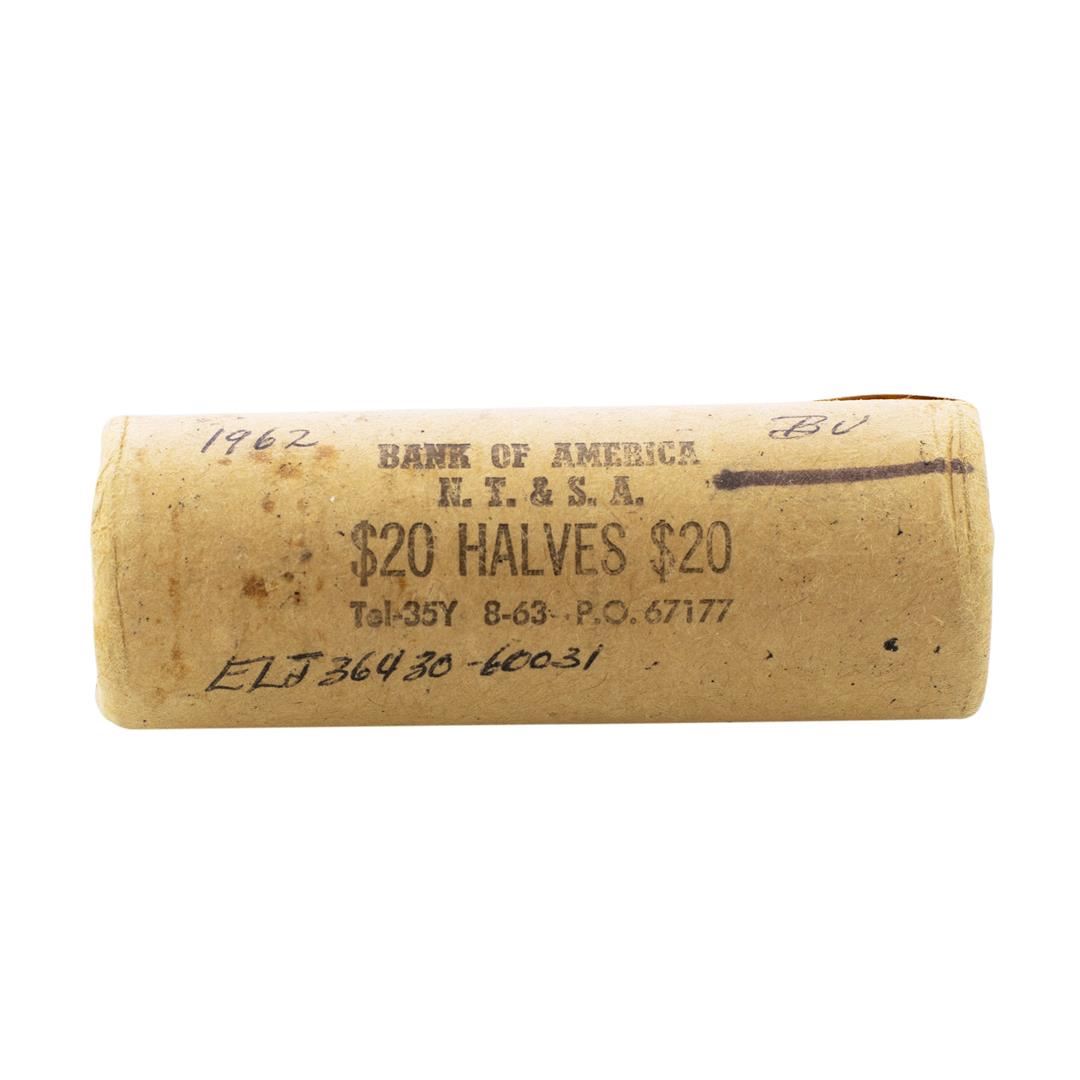 1962
BU
BANK OF AMERICA
N. T. & S. A.
$20 HALVES $20
Tel-35Y 8-63 P.O. 67177
ELJ 36430-60031